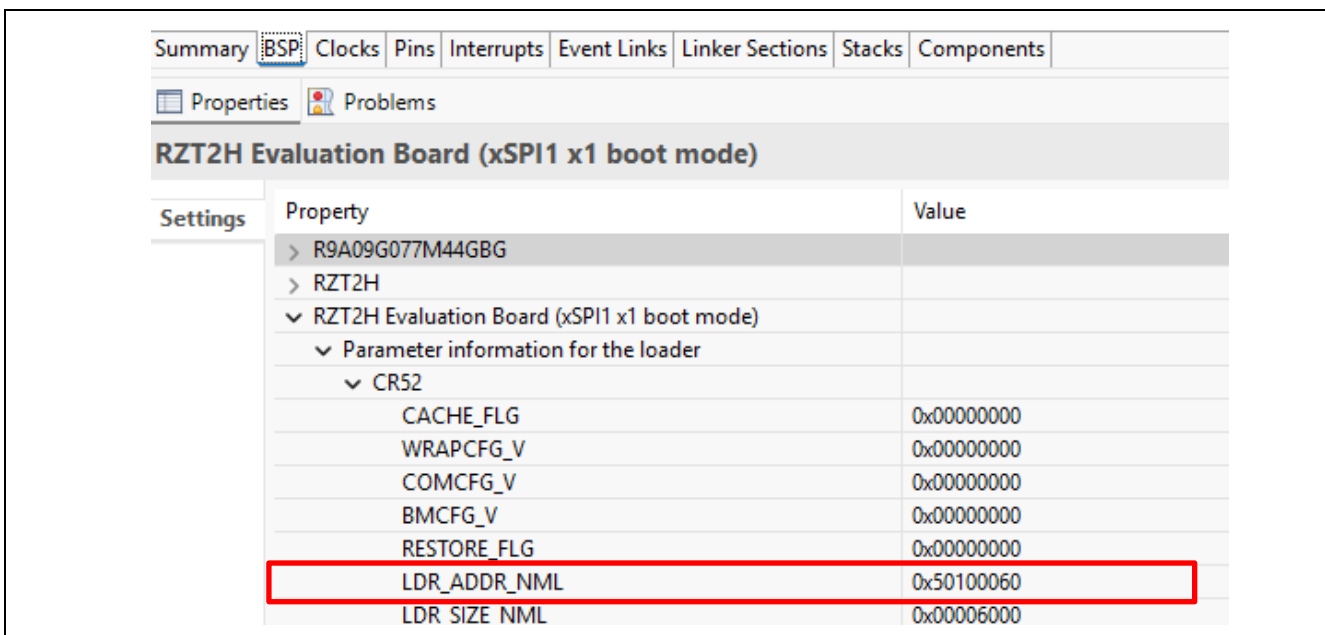 Summary BSP Clocks Pins Interrupts Event Links Linker Sections Stacks Components
Properties Problems
RZT2H Evaluation Board (xSPI1 x1 boot mode)
Settings Property Value
R9A09G077M44GBG
RZT2H
RZT2H Evaluation Board (xSPI1 x1 boot mode)
Parameter information for the loader
CR52
CACHE_FLG 0x00000000
WRAPCFG_V 0x00000000
COMCFG_V 0x00000000
BMCFG_V 0x00000000
RESTORE_FLG 0x00000000
LDR_ADDR_NML 0x50100060
LDR_SIZE_NML 0x00006000